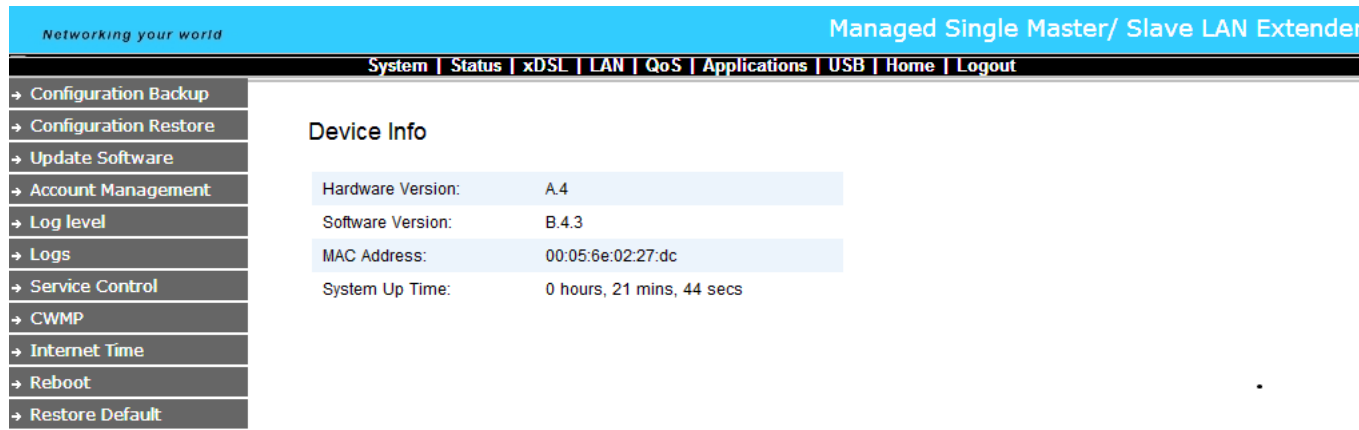 Networking your world
Managed Single Master/ Slave LAN Extender
System | Status | xDSL | LAN | QoS | Applications | USB | Home | Logout
→ Configuration Backup
→ Configuration Restore
→ Update Software
→ Account Management
→ Log level
→ Logs
→ Service Control
→ CWMP
→ Internet Time
→ Reboot
→ Restore Default
Device Info
Hardware Version: A.4
Software Version: B.4.3
MAC Address: 00:05:6e:02:27:dc
System Up Time: 0 hours, 21 mins, 44 secs